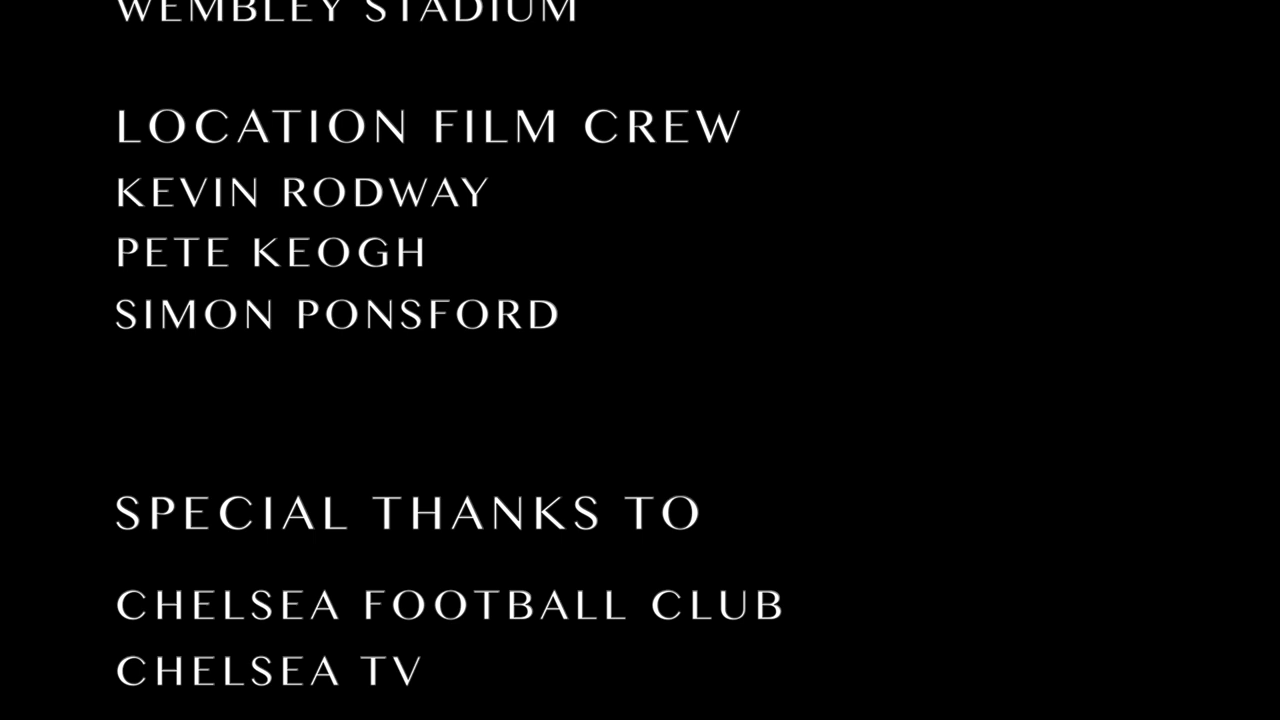 WEMBLEY STADIUM
LOCATION FILM CREW
KEVIN RODWAY
PETE KEOGH
SIMON PONSFORD
SPECIAL THANKS TO
CHELSEA FOOTBALL CLUB
CHELSEA TV